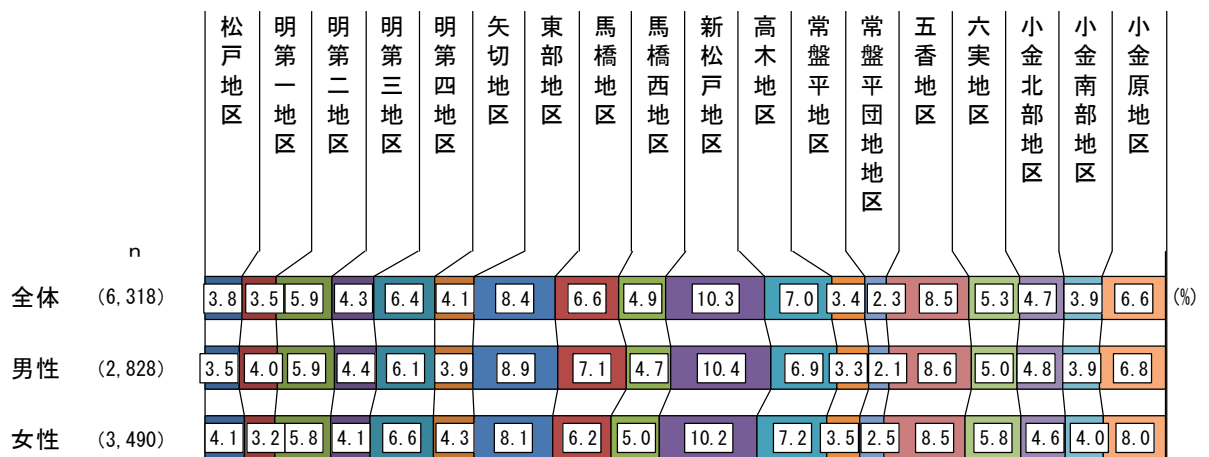 松戸地区
明第一地区
明第二地区
明第三地区
明第四地区
矢切地区
東部地区
馬橋地区
馬橋西地区
新松戸地区
高木地区
常盤平地区
常盤平団地地区
五香地区
六実地区
小金北部地区
小金南部地区
小金原地区
n
全体 (6,318) 3.8 3.5 5.9 4.3 6.4 4.1 8.4 6.6 4.9 10.3 7.0 3.4 2.3 8.5 5.3 4.7 3.9 6.6 (%)
男性 (2,828) 3.5 4.0 5.9 4.4 6.1 3.9 8.9 7.1 4.7 10.4 6.9 3.3 2.1 8.6 5.0 4.8 3.9 6.8
女性 (3,490) 4.1 3.2 5.8 4.1 6.6 4.3 8.1 6.2 5.0 10.2 7.2 3.5 2.5 8.5 5.8 4.6 4.0 8.0